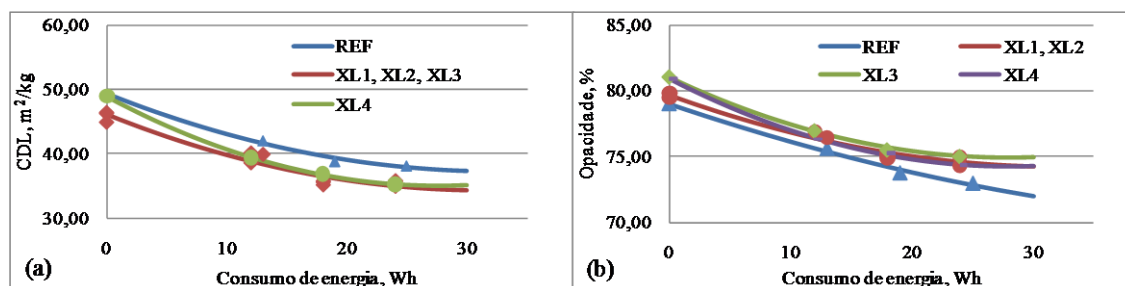 60,00
50,00
40,00
30,00
CDL, m²/kg
REF
XL1, XL2, XL3
XL4
0
10
20
30
(a)
Consumo de energia, Wh
85,00
80,00
75,00
70,00
Opacidade, %
REF
XL1, XL2
XL3
XL4
0
10
20
30
(b)
Consumo de energia, Wh